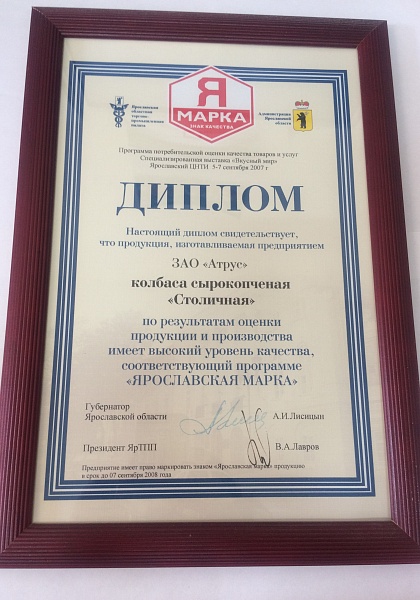 Я
МАРКА
ЗНАК КАЧЕСТВА
Ярославская
областная
торгово-
промышленная
палата
Администрация
Ярославской
области
Программа потребительской оценки качества товаров и услуг
Специализированная выставка «Вкусный мир»
Ярославский ЦНТИ 5-7 сентября 2007 г
ДИПЛОМ
Настоящий диплом свидетельствует,
что продукция, изготавливаемая предприятием
ЗАО «Атрус»
колбаса сырокопченая
«Столичная»
по результатам оценки
продукции и производства
имеет высокий уровень качества,
соответствующий программе
«ЯРОСЛАВСКАЯ МАРКА»
Губернатор
Ярославской области А.И.Лисицын
Президент ЯрТПП В.А.Лавров
Предприятие имеет право маркировать знаком «Ярославская марка» продукцию
в срок до 07 сентября 2008 года